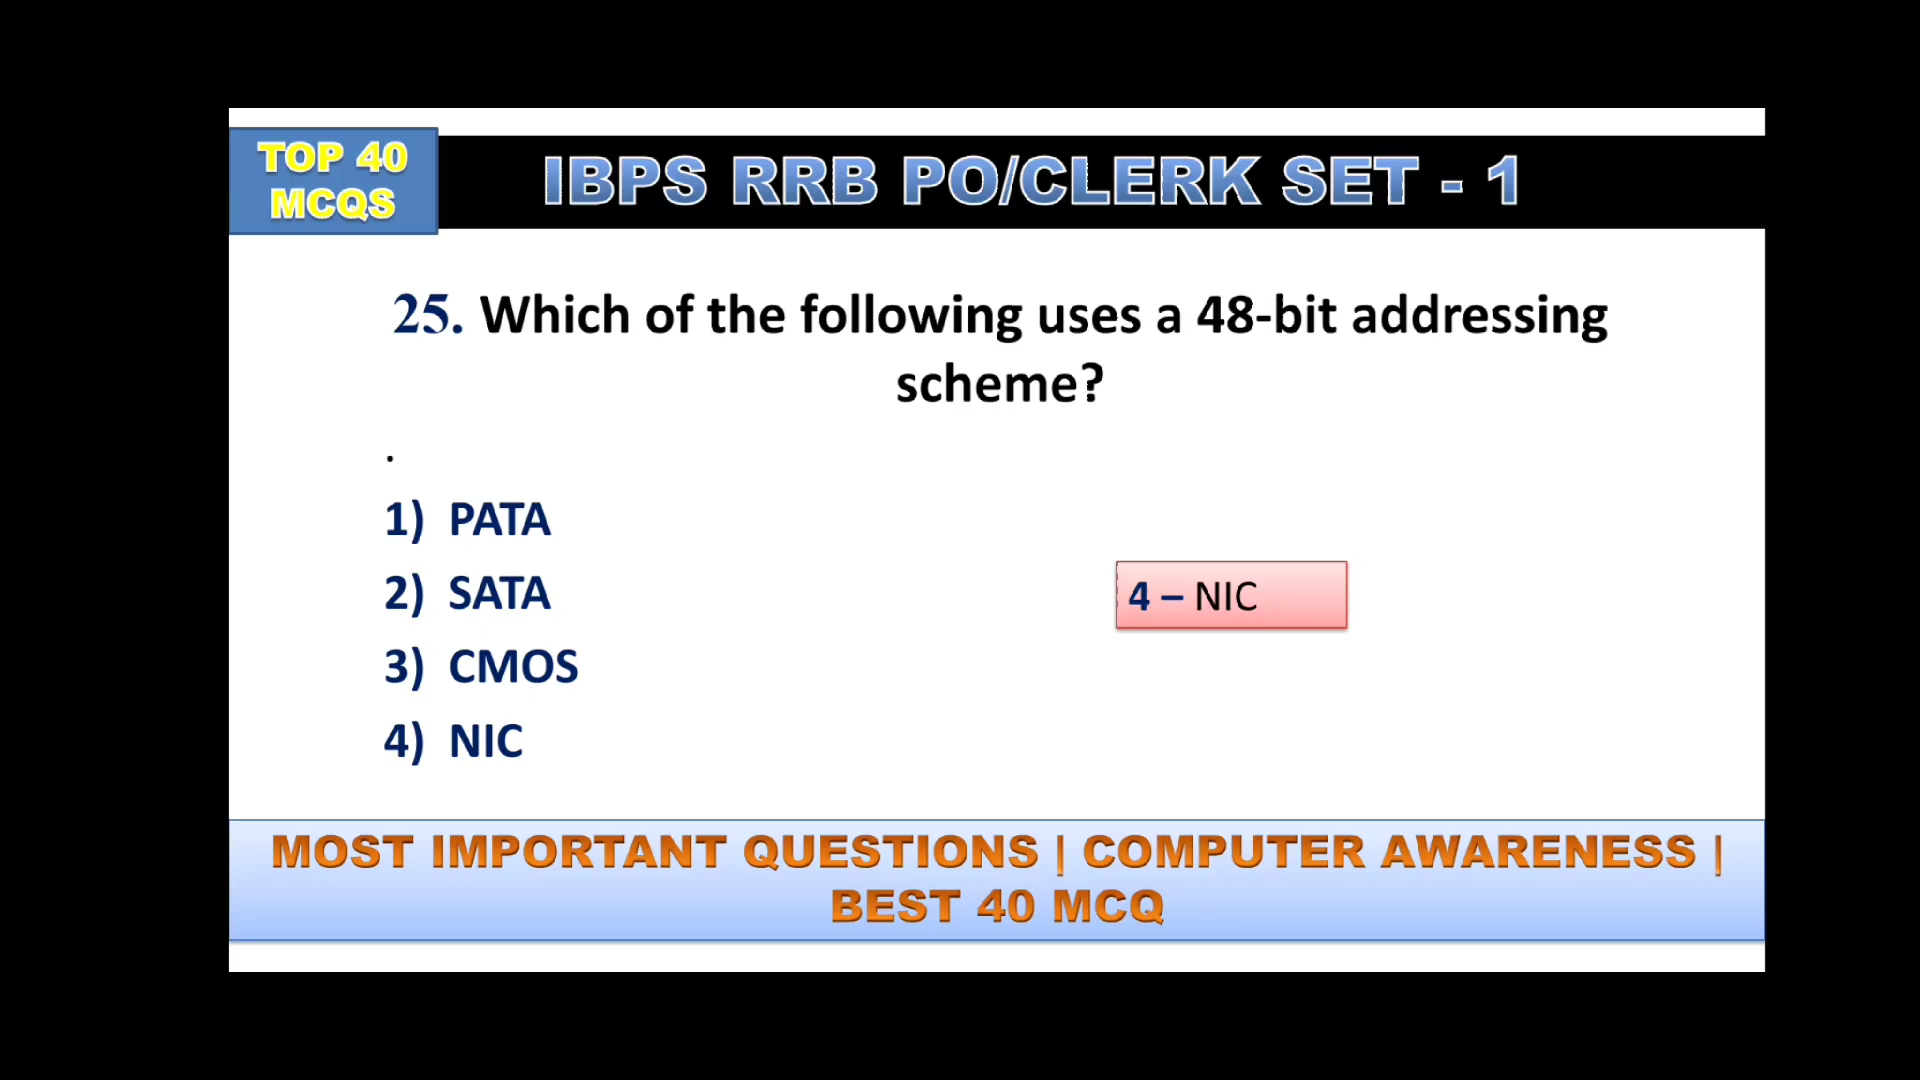 TOP 40
MCQS
IBPS RRB PO/CLERK SET - 1
25. Which of the following uses a 48-bit addressing
scheme?
.
1) PATA
2) SATA
3) CMOS
4) NIC
4 – NIC
MOST IMPORTANT QUESTIONS | COMPUTER AWARENESS |
BEST 40 MCQ